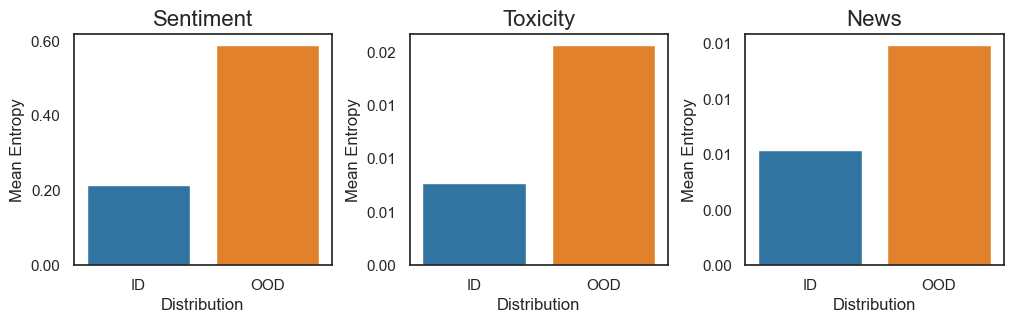 Sentiment
Mean Entropy
0.60
0.40
0.20
0.00
ID
OOD
Distribution
Toxicity
Mean Entropy
0.02
0.01
0.01
0.01
0.00
ID
OOD
Distribution
News
Mean Entropy
0.01
0.01
0.01
0.00
0.00
ID
OOD
Distribution